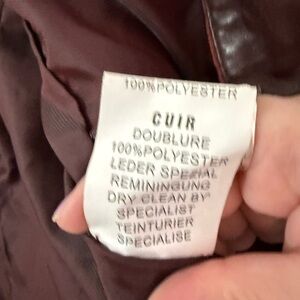 100%POLYESTER
CUIR
DOUBLURE
100%POLYESTER
LEDER SPEZIAL
REMININGUNG
DRY CLEAN BY
SPECIALIST
TEINTURIER
SPECIALISE